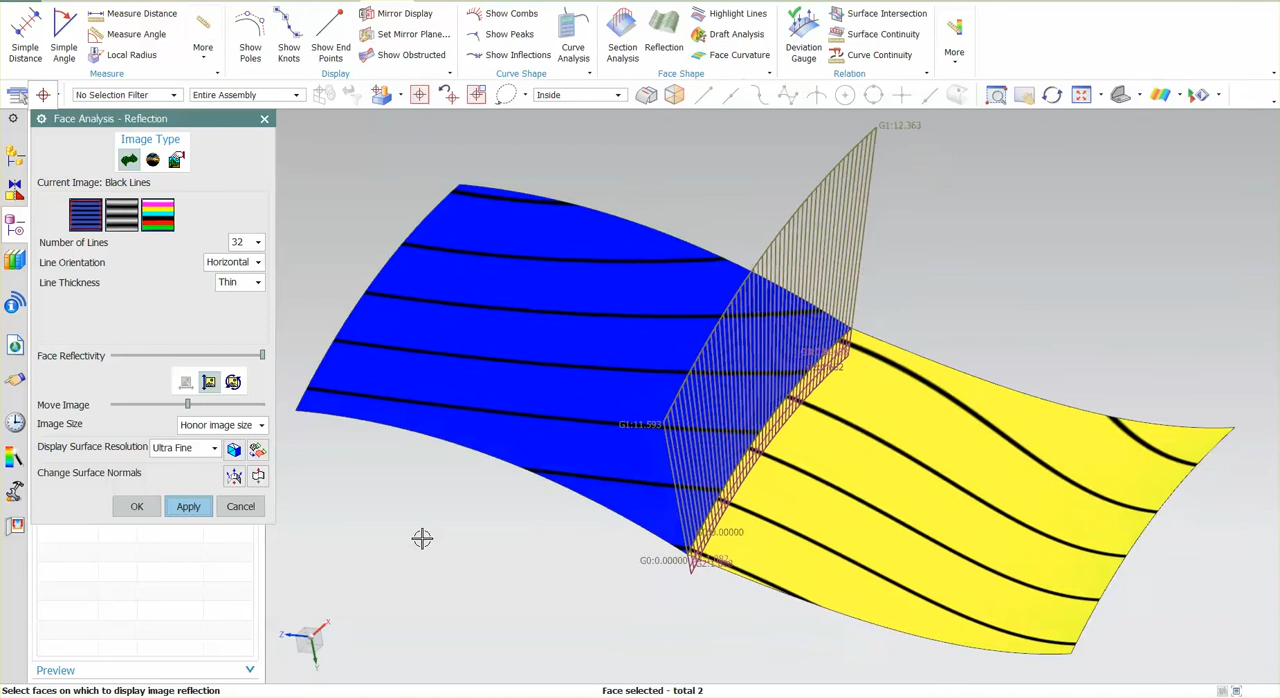 Simple Distance
Simple Angle
Measure Distance
Measure Angle
Local Radius
More
Measure
Show Poles
Show Knots
Show End Points
Mirror Display
Set Mirror Plane...
Show Obstructed
Display
Show Combs
Show Peaks
Show Inflections
Curve Analysis
Curve Shape
Section Analysis
Reflection
Highlight Lines
Draft Analysis
Face Curvature
Face Shape
Deviation Gauge
Surface Intersection
Surface Continuity
Curve Continuity
Relation
More
No Selection Filter
Entire Assembly
Inside
Face Analysis - Reflection
Image Type
Current Image: Black Lines
Number of Lines 32
Line Orientation Horizontal
Line Thickness Thin
Face Reflectivity
Move Image
Image Size Honor image size
Display Surface Resolution Ultra Fine
Change Surface Normals
OK Apply Cancel
Preview
G1:12.363
G1:11.593
G0:0.00000
X
Z
Y
Select faces on which to display image reflection
Face selected - total 2